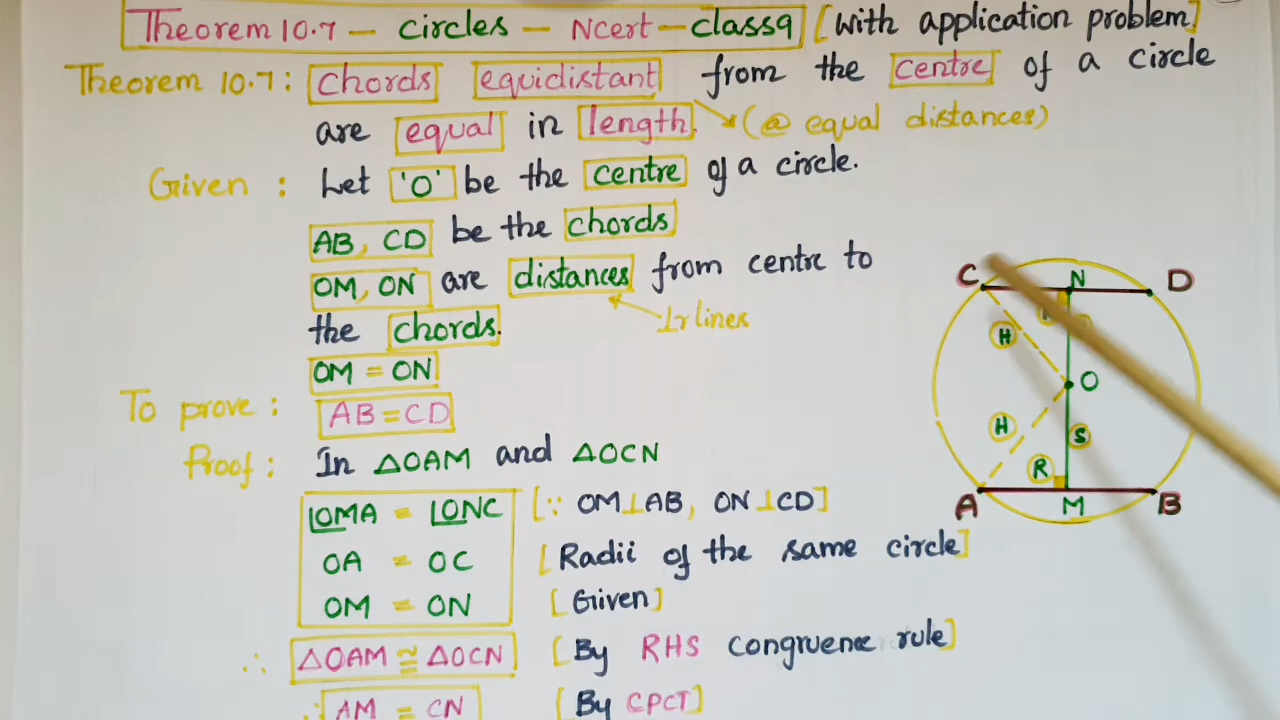 Theorem 10.7 - circles - Ncert - class9 [with application problem]
Theorem 10.7: chords equidistant from the centre of a circle
are equal in length. (@ equal distances)
Given : Let 'O' be the centre of a circle.
AB, CD be the chords
OM, ON are distances from centre to
the chords. ⊥r lines
OM = ON
To prove: AB = CD
Proof: In △OAM and △OCN
∟OMA = ∟ONC [∵ OM⊥AB, ON⊥CD]
OA = OC [Radii of the same circle]
OM = ON [Given]
∴ △OAM ≅ △OCN [By RHS congruence rule]
∴ AM = CN [By CPCT]
C N D
H
O
H S
R
A M B